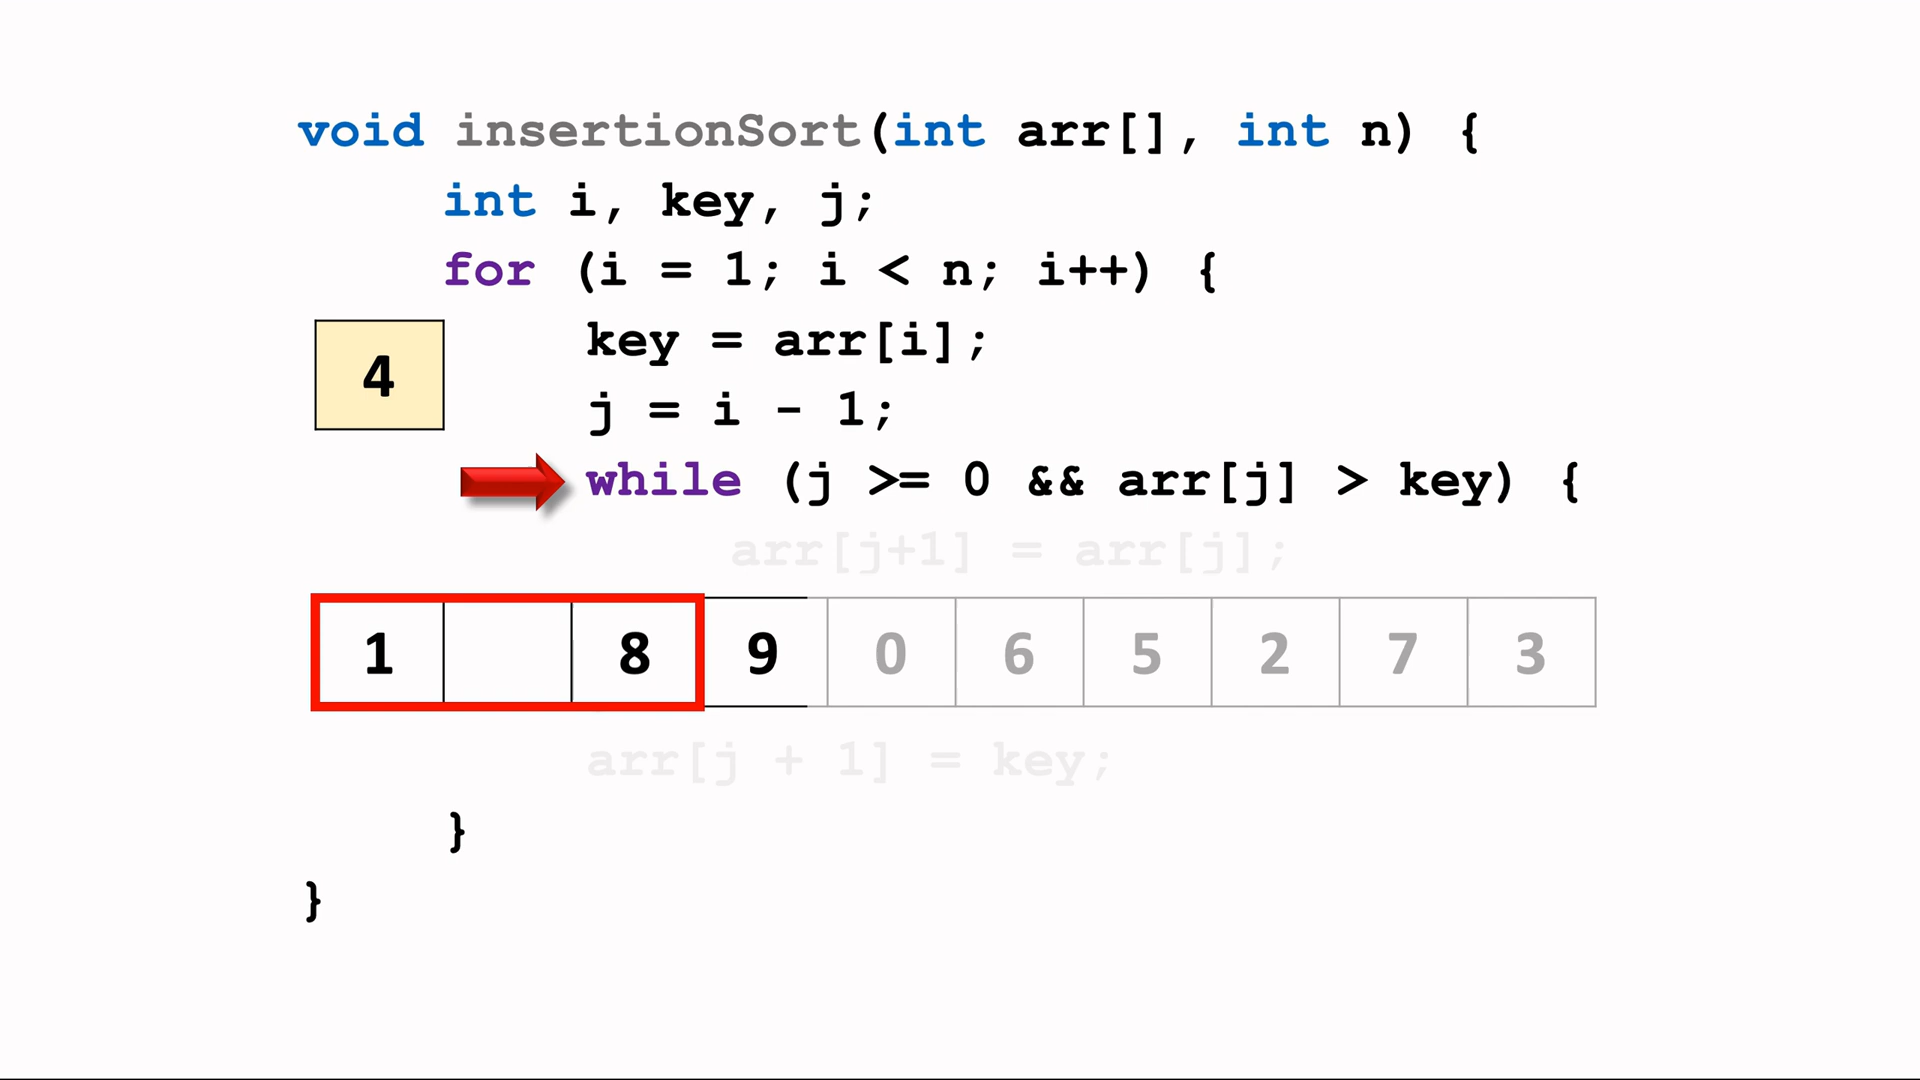 void insertionSort(int arr[], int n) {
int i, key, j;
for (i = 1; i < n; i++) {
key = arr[i];
4
j = i - 1;
while (j >= 0 && arr[j] > key) {
arr[j+1] = arr[j];
1 8 9 0 6 5 2 7 3
arr[j + 1] = key;
}
}